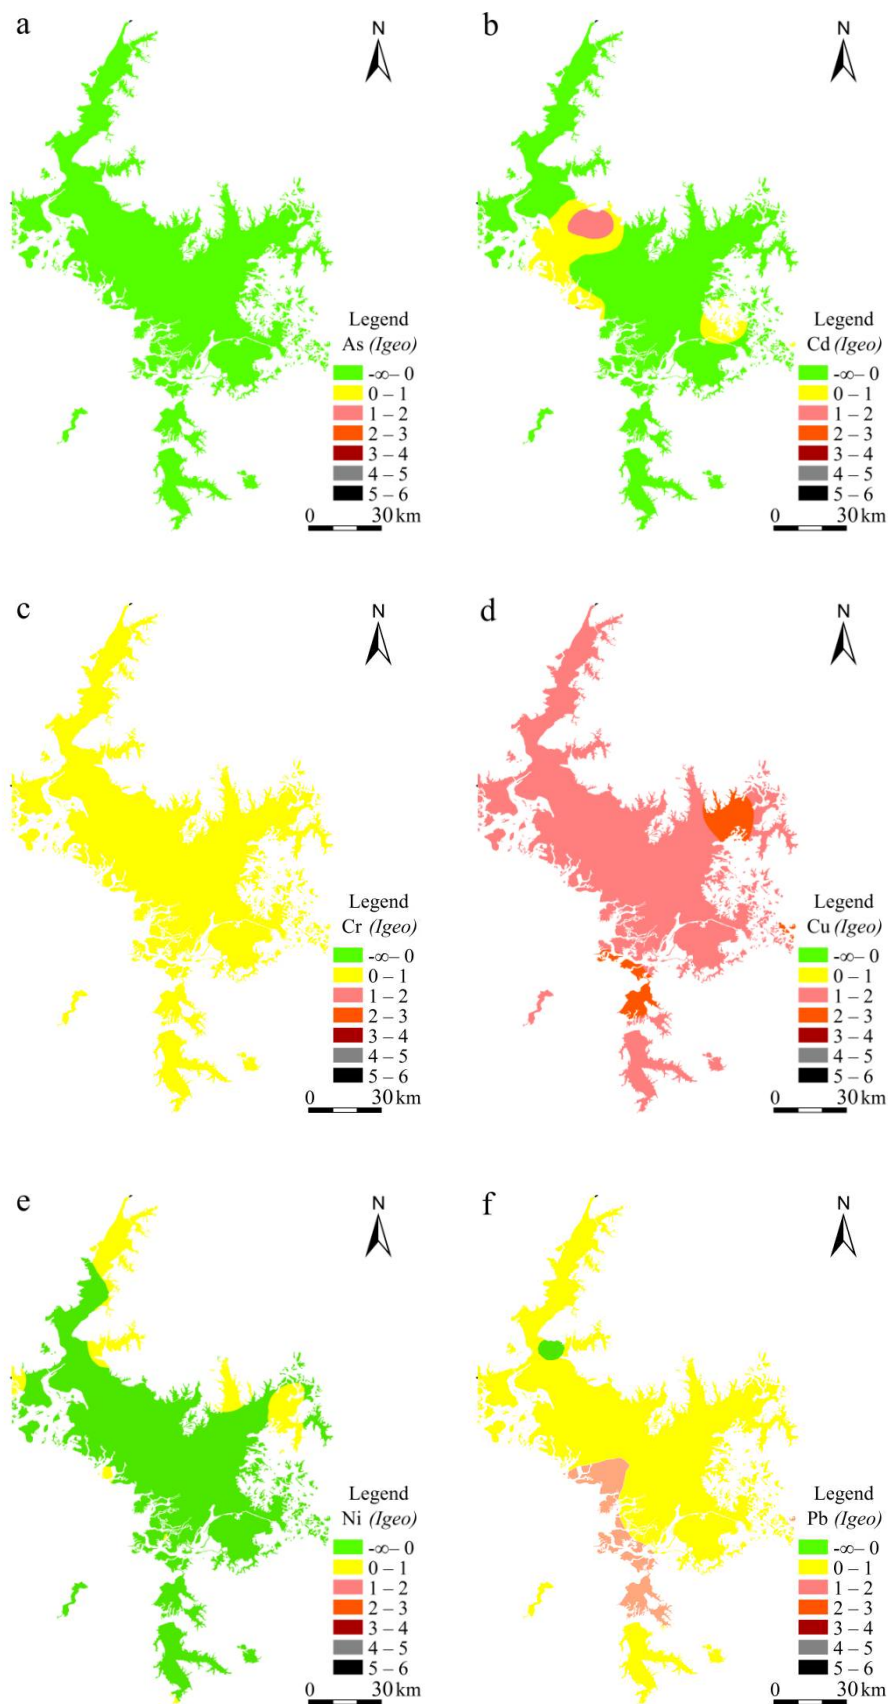 a
N
Legend
As (Igeo)
-∞– 0
0 – 1
1 – 2
2 – 3
3 – 4
4 – 5
5 – 6
0 30 km
b
N
Legend
Cd (Igeo)
-∞– 0
0 – 1
1 – 2
2 – 3
3 – 4
4 – 5
5 – 6
0 30 km
c
N
Legend
Cr (Igeo)
-∞– 0
0 – 1
1 – 2
2 – 3
3 – 4
4 – 5
5 – 6
0 30 km
d
N
Legend
Cu (Igeo)
-∞– 0
0 – 1
1 – 2
2 – 3
3 – 4
4 – 5
5 – 6
0 30 km
e
N
Legend
Ni (Igeo)
-∞– 0
0 – 1
1 – 2
2 – 3
3 – 4
4 – 5
5 – 6
0 30 km
f
N
Legend
Pb (Igeo)
-∞– 0
0 – 1
1 – 2
2 – 3
3 – 4
4 – 5
5 – 6
0 30 km